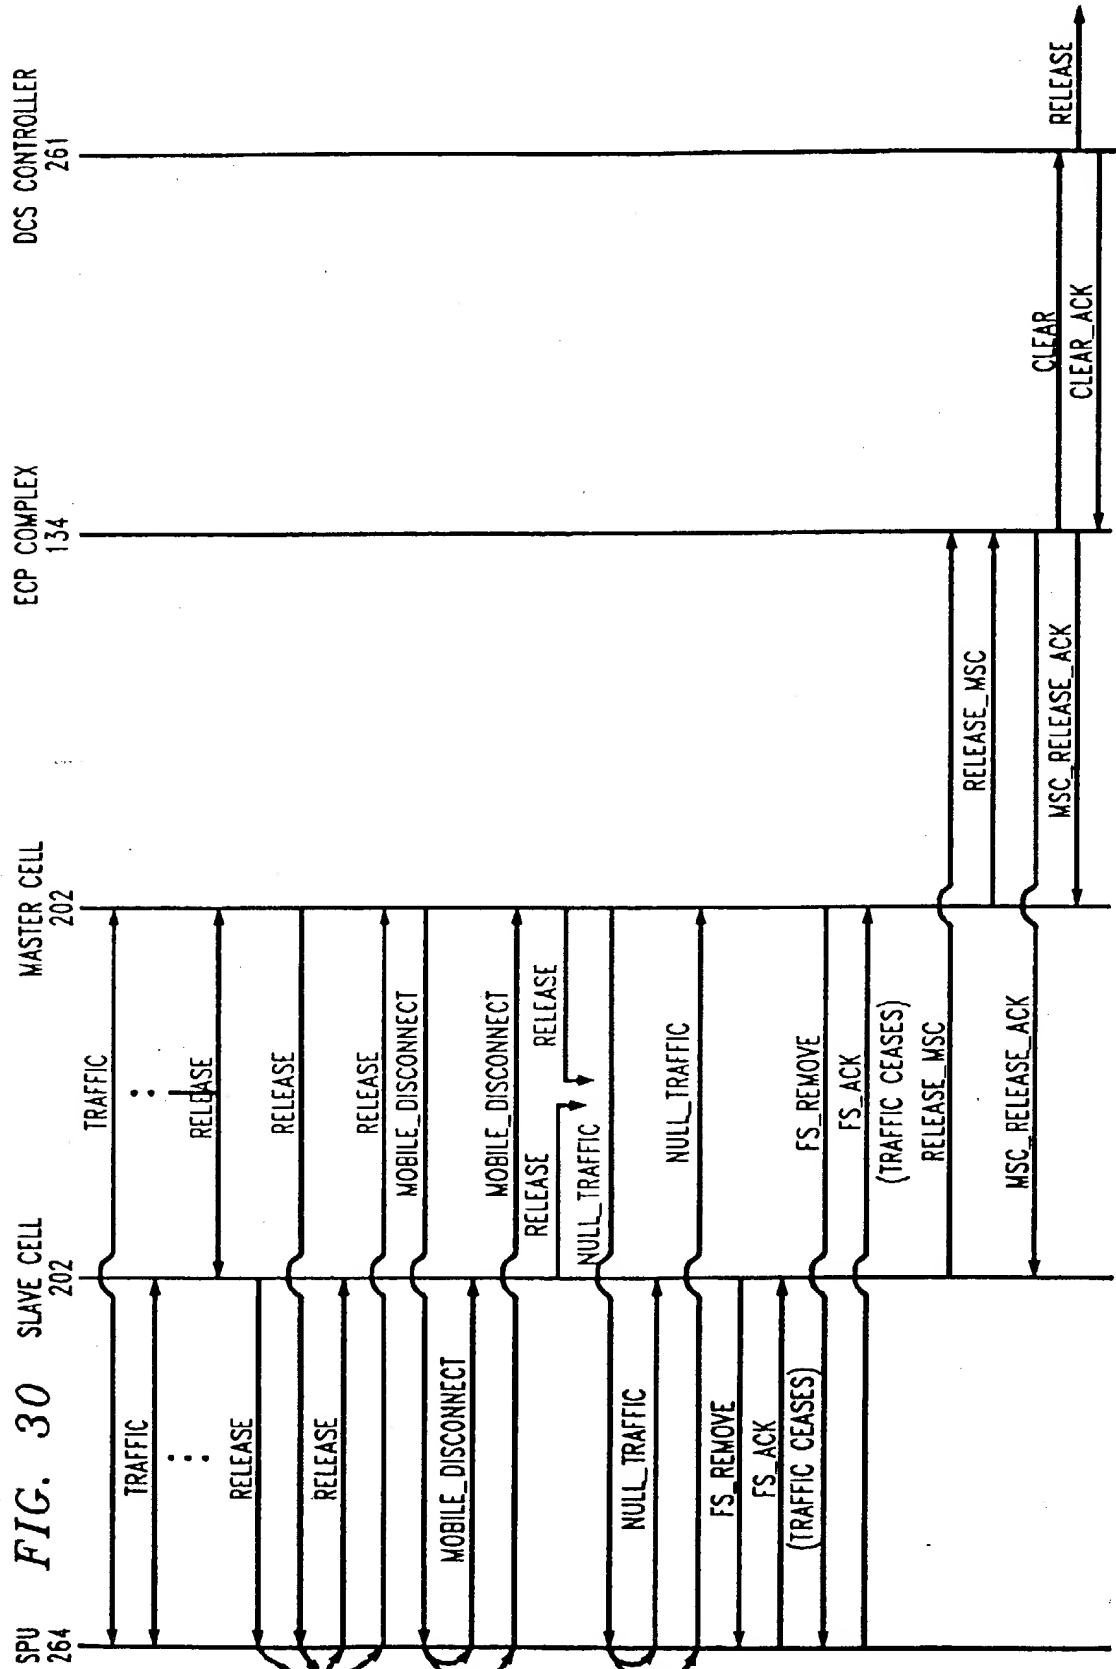 FIG. 30
SPU
264
SLAVE CELL
202
MASTER CELL
202
ECP COMPLEX
134
DCS CONTROLLER
261
TRAFFIC
TRAFFIC
RELEASE
RELEASE
RELEASE
RELEASE
RELEASE
MOBILE_DISCONNECT
MOBILE_DISCONNECT
MOBILE_DISCONNECT
RELEASE
RELEASE
NULL_TRAFFIC
NULL_TRAFFIC
NULL_TRAFFIC
FS_REMOVE
FS_ACK
(TRAFFIC CEASES)
FS_REMOVE
FS_ACK
(TRAFFIC CEASES)
RELEASE_MSC
RELEASE_MSC
MSC_RELEASE_ACK
MSC_RELEASE_ACK
CLEAR
CLEAR_ACK
RELEASE